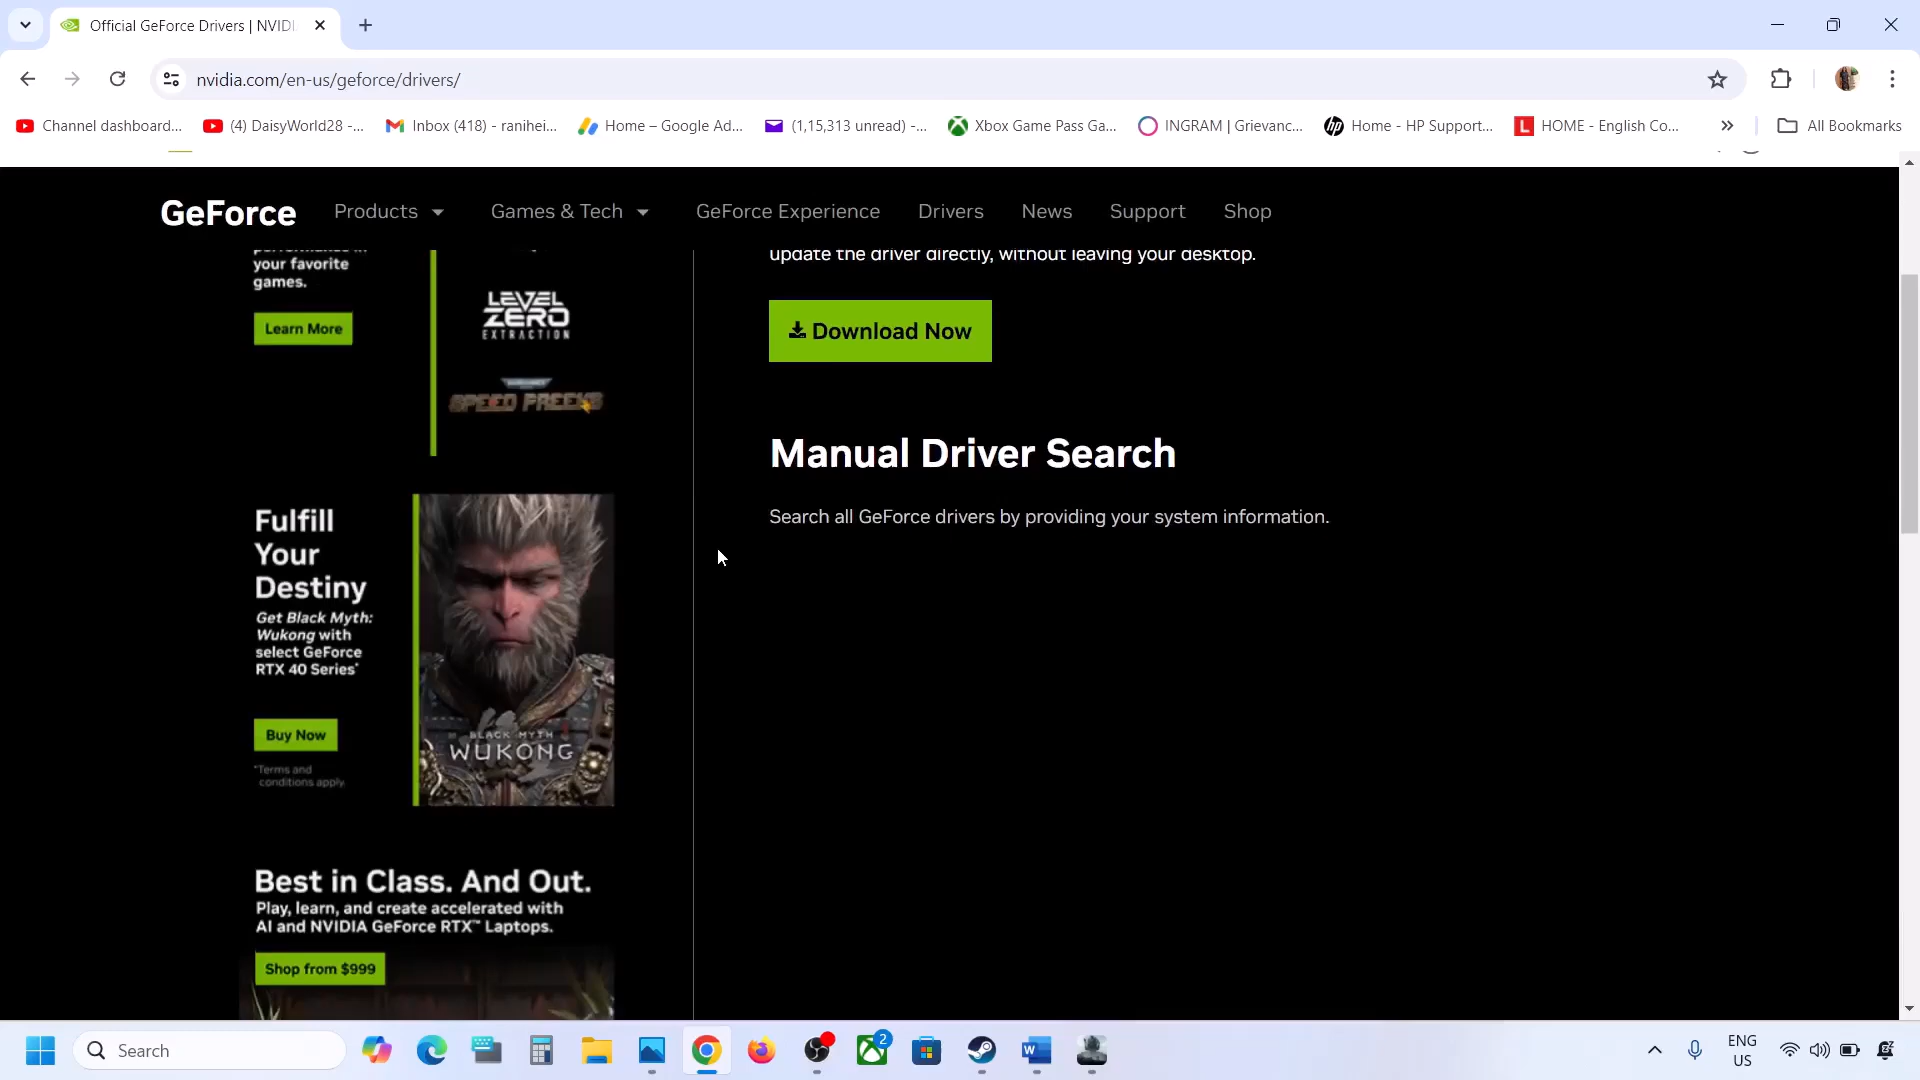 Official GeForce Drivers | NVIDI
nvidia.com/en-us/geforce/drivers/
Channel dashboard...
(4) DaisyWorld28 -...
Inbox (418) - ranihei...
Home – Google Ad...
(1,15,313 unread) -...
Xbox Game Pass Ga...
INGRAM | Grievanc...
Home - HP Support...
HOME - English Co...
All Bookmarks
GeForce
Products
Games & Tech
GeForce Experience
Drivers
News
Support
Shop
your favorite
games.
Learn More
LEVEL
ZERO
EXTRACTION
SPEED FREEKS
update the driver directly, without leaving your desktop.
Download Now
Manual Driver Search
Search all GeForce drivers by providing your system information.
Fulfill
Your
Destiny
Get Black Myth:
Wukong with
select GeForce
RTX 40 Series*
Buy Now
*Terms and
conditions apply.
BLACK MYTH
WUKONG
Best in Class. And Out.
Play, learn, and create accelerated with
AI and NVIDIA GeForce RTX™ Laptops.
Shop from $999
Search
2
ENG
US